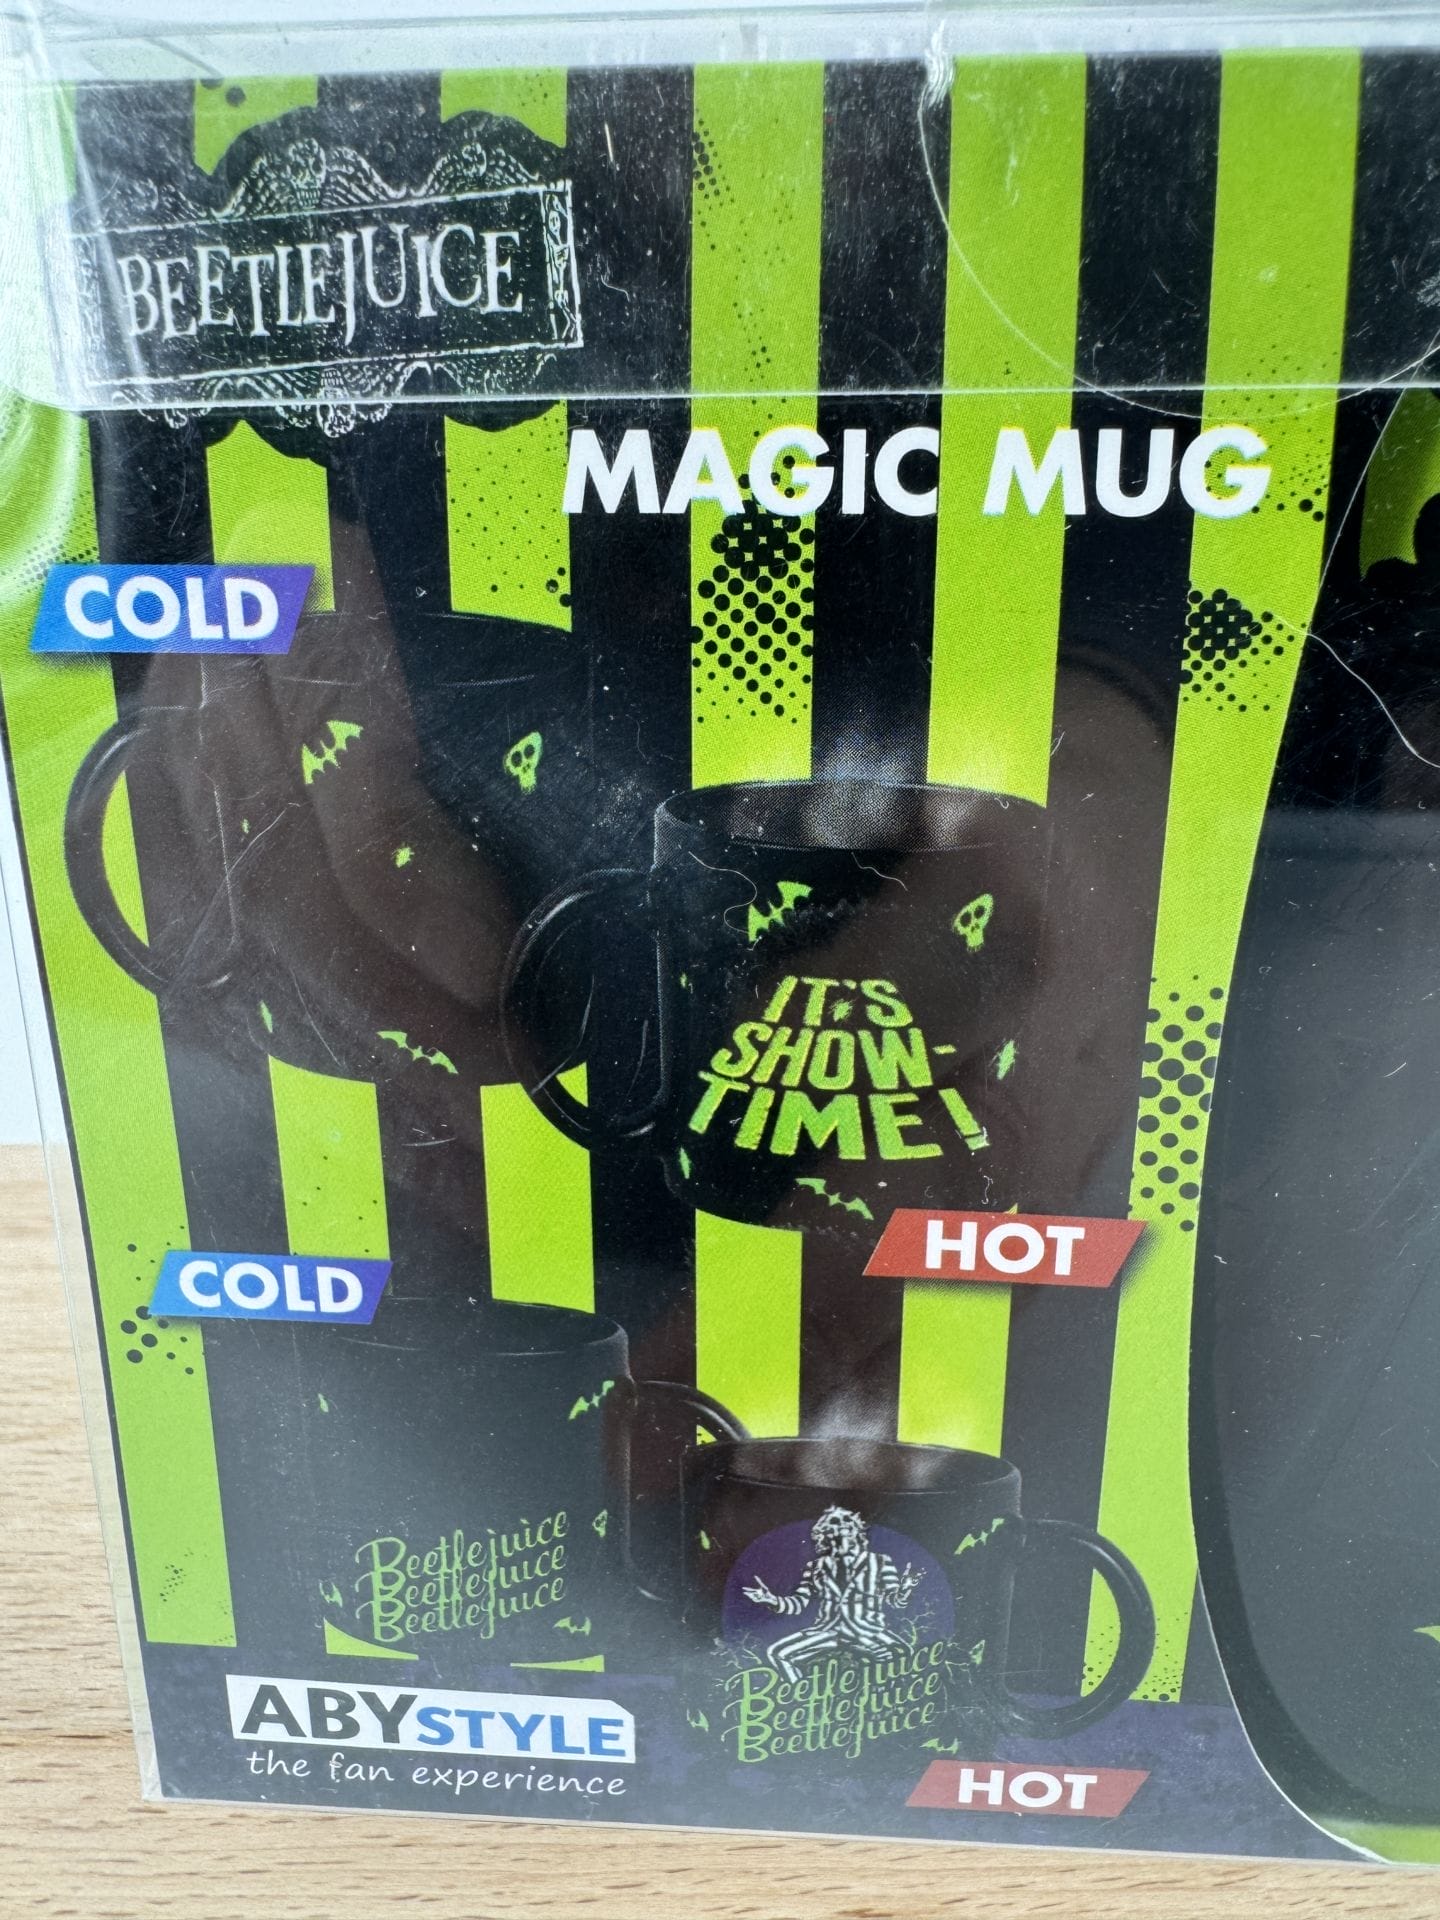 BEETLEJUICE
MAGIC MUG
COLD
IT'S
SHOW-
TIME!
HOT
COLD
Beetlejuice
Beetlejuice
Beetlejuice
Beetlejuice
Beetlejuice
Beetlejuice
ABYSTYLE
the fan experience
HOT